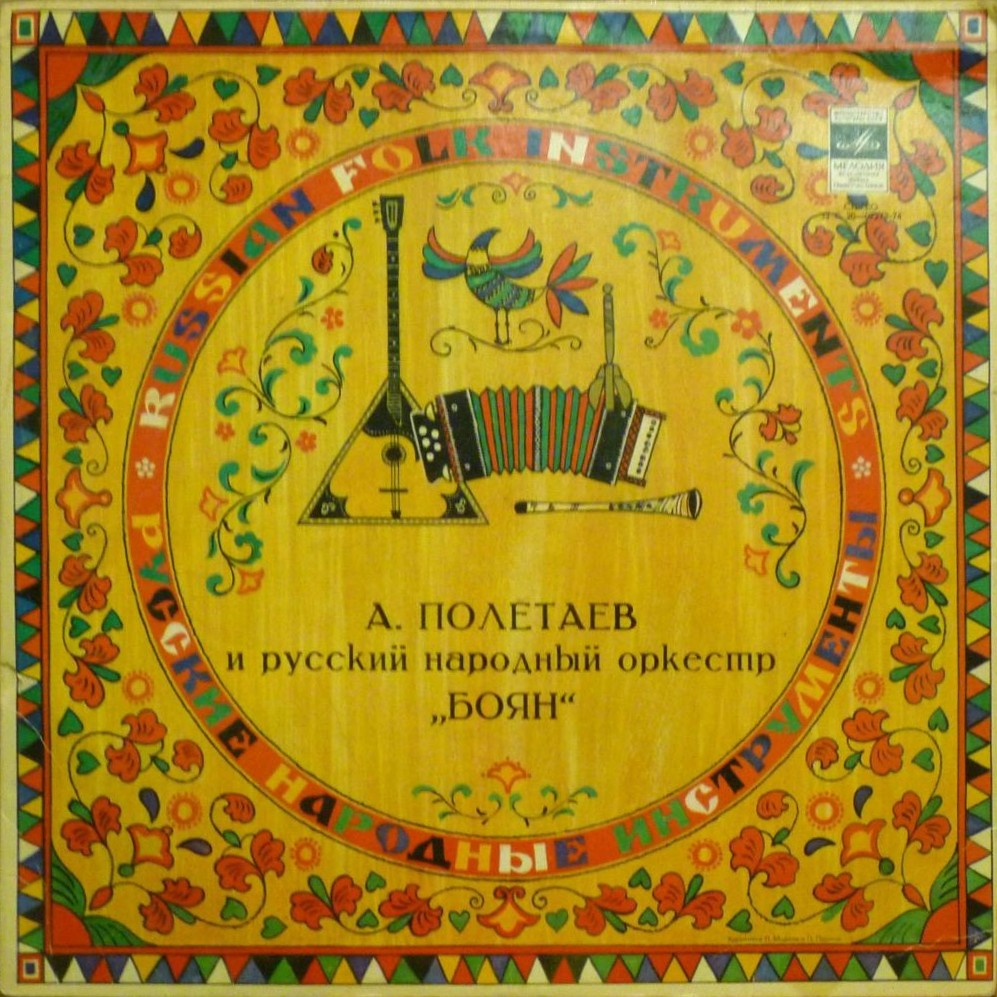 RUSSIAN FOLK INSTRUMENTS
МЕЛОДИЯ
А. ПОЛЕТАЕВ
и русский народный оркестр
„БОЯН“
РУССКИЕ НАРОДНЫЕ ИНСТРУМЕНТЫ